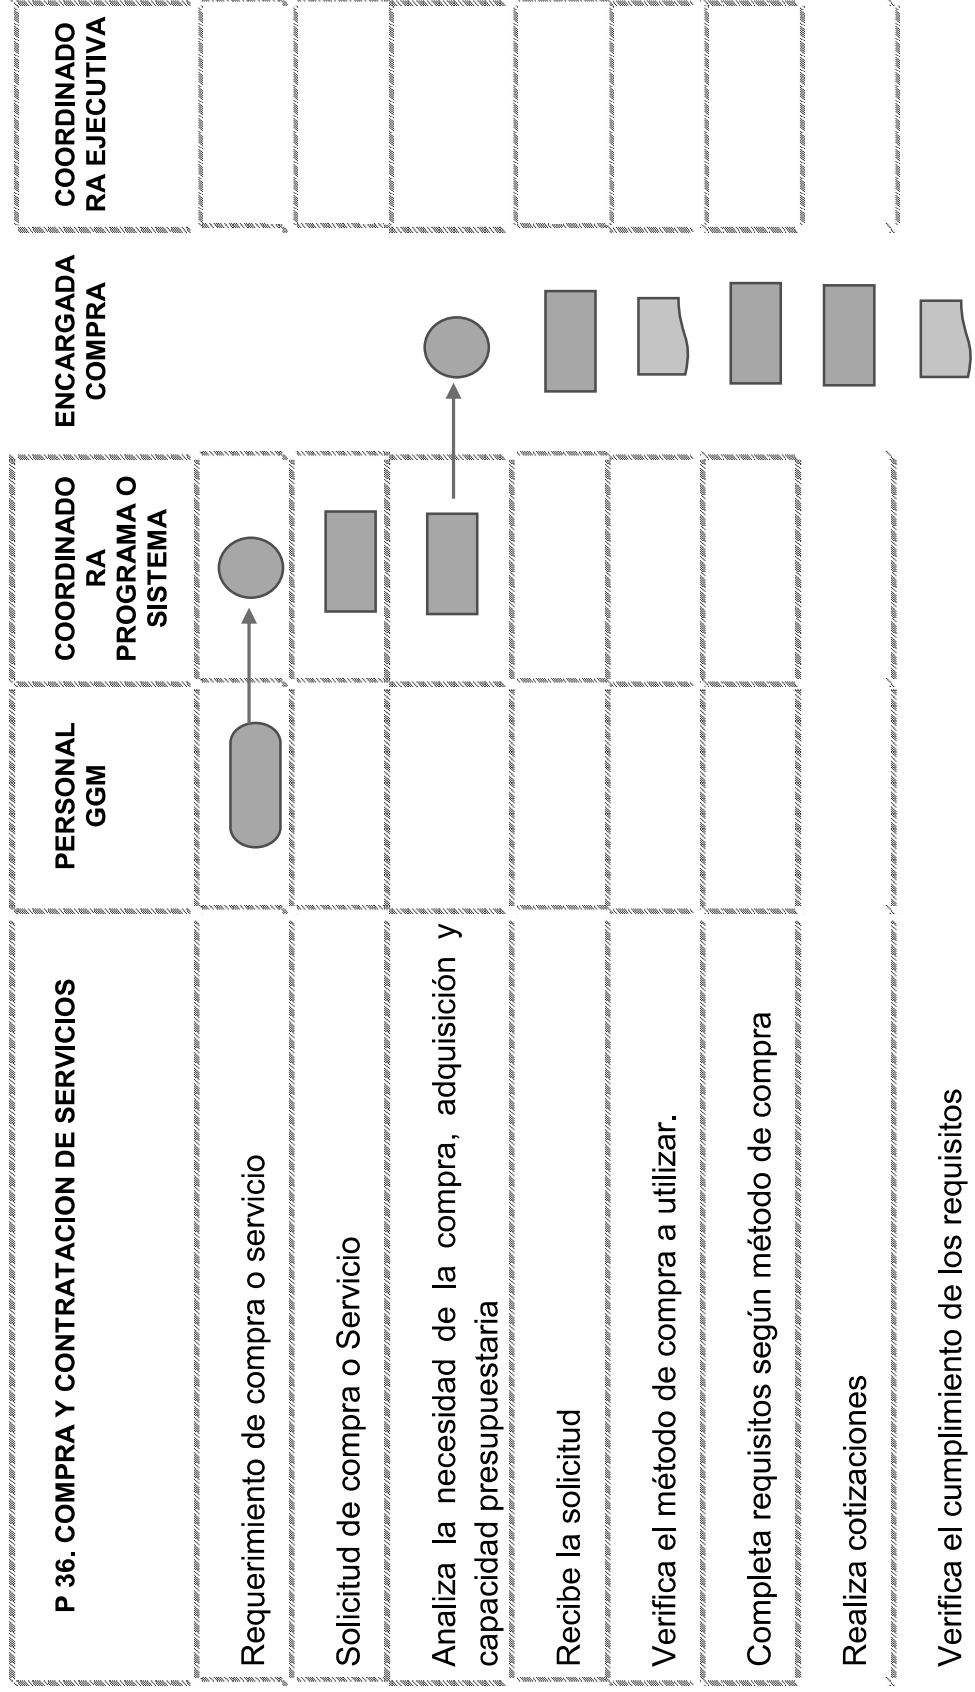 P 36. COMPRA Y CONTRATACION DE SERVICIOS
PERSONAL
GGM
COORDINADO
RA
PROGRAMA O
SISTEMA
ENCARGADA
COMPRA
COORDINADO
RA EJECUTIVA
Requerimiento de compra o servicio
Solicitud de compra o Servicio
Analiza la necesidad de la compra, adquisición y
capacidad presupuestaria
Recibe la solicitud
Verifica el método de compra a utilizar.
Completa requisitos según método de compra
Realiza cotizaciones
Verifica el cumplimiento de los requisitos